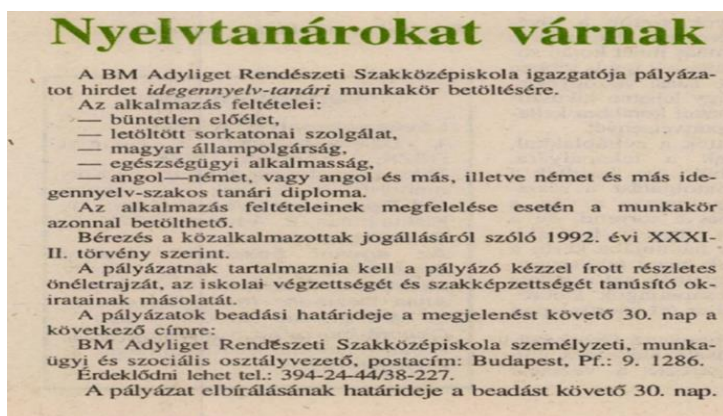 Nyelvtanárokat várnak
A BM Adyliget Rendészeti Szakközépiskola igazgatója pályáza-
tot hirdet idegennyelv-tanári munkakör betöltésére.
Az alkalmazás feltételei:
— büntetlen előélet,
— letöltött sorkatonai szolgálat,
— magyar állampolgárság,
— egészségügyi alkalmasság,
— angol—német, vagy angol és más, illetve német és más ide-
gennyelv-szakos tanári diploma.
Az alkalmazás feltételeinek megfelelése esetén a munkakör
azonnal betölthető.
Bérezés a közalkalmazottak jogállásáról szóló 1992. évi XXXI-
II. törvény szerint.
A pályázatnak tartalmaznia kell a pályázó kézzel írott részletes
önéletrajzát, az iskolai végzettségét és szakképzettségét tanúsító ok-
iratainak másolatát.
A pályázatok beadási határideje a megjelenést követő 30. nap a
következő címre:
BM Adyliget Rendészeti Szakközépiskola személyzeti, munka-
ügyi és szociális osztályvezető, postacím: Budapest, Pf.: 9. 1286.
Érdeklődni lehet tel.: 394-24-44/38-227.
A pályázat elbírálásának határideje a beadást követő 30. nap.